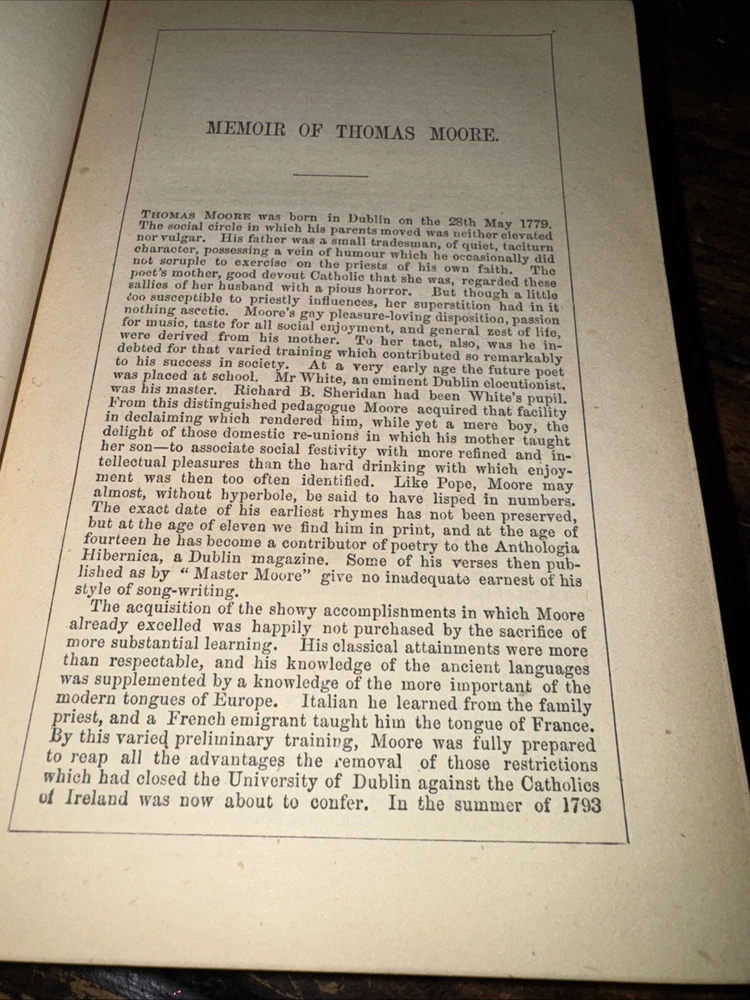 MEMOIR OF THOMAS MOORE.
THOMAS MOORE was born in Dublin on the 28th May 1779.
The social circle in which his parents moved was neither elevated
nor vulgar. His father was a small tradesman, of quiet, taciturn
character, possessing a vein of humour which he occasionally did
not scruple to exercise on the priests of his own faith. The
poet's mother, good devout Catholic that she was, regarded these
sallies of her husband with a pious horror. But though a little
too susceptible to priestly influences, her superstition had in it
nothing ascetic. Moore's gay pleasure-loving disposition, passion
for music, taste for all social enjoyment, and general zest of life,
were derived from his mother. To her tact, also, was he in-
debted for that varied training which contributed so remarkably
to his success in society. At a very early age the future poet
was placed at school. Mr White, an eminent Dublin elocutionist,
was his master. Richard B. Sheridan had been White's pupil.
From this distinguished pedagogue Moore acquired that facility
in declaiming which rendered him, while yet a mere boy, the
delight of those domestic re-unions in which his mother taught
her son—to associate social festivity with more refined and in-
tellectual pleasures than the hard drinking with which enjoy-
ment was then too often identified. Like Pope, Moore may
almost, without hyperbole, be said to have lisped in numbers.
The exact date of his earliest rhymes has not been preserved,
but at the age of eleven we find him in print, and at the age of
fourteen he has become a contributor of poetry to the Anthologia
Hibernica, a Dublin magazine. Some of his verses then pub-
lished as by "Master Moore" give no inadequate earnest of his
style of song-writing.
The acquisition of the showy accomplishments in which Moore
already excelled was happily not purchased by the sacrifice of
more substantial learning. His classical attainments were more
than respectable, and his knowledge of the ancient languages
was supplemented by a knowledge of the more important of the
modern tongues of Europe. Italian he learned from the family
priest, and a French emigrant taught him the tongue of France.
By this varied preliminary training, Moore was fully prepared
to reap all the advantages the removal of those restrictions
which had closed the University of Dublin against the Catholics
of Ireland was now about to confer. In the summer of 1793